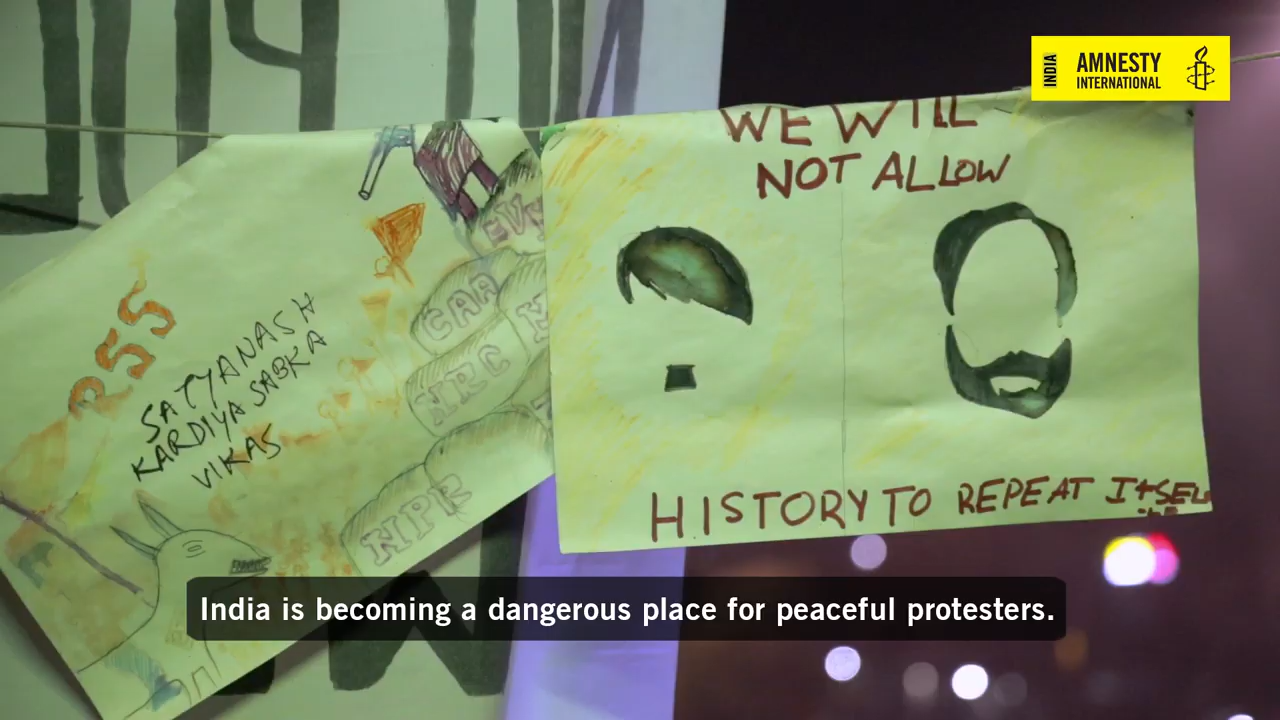 INDIA
AMNESTY
INTERNATIONAL
WE WILL
NOT ALLOW
HISTORY TO REPEAT ITSEL
RSS
SATYANASH
KARDIYA SABKA
VIKAS
CAA
NRC
NPR
India is becoming a dangerous place for peaceful protesters.